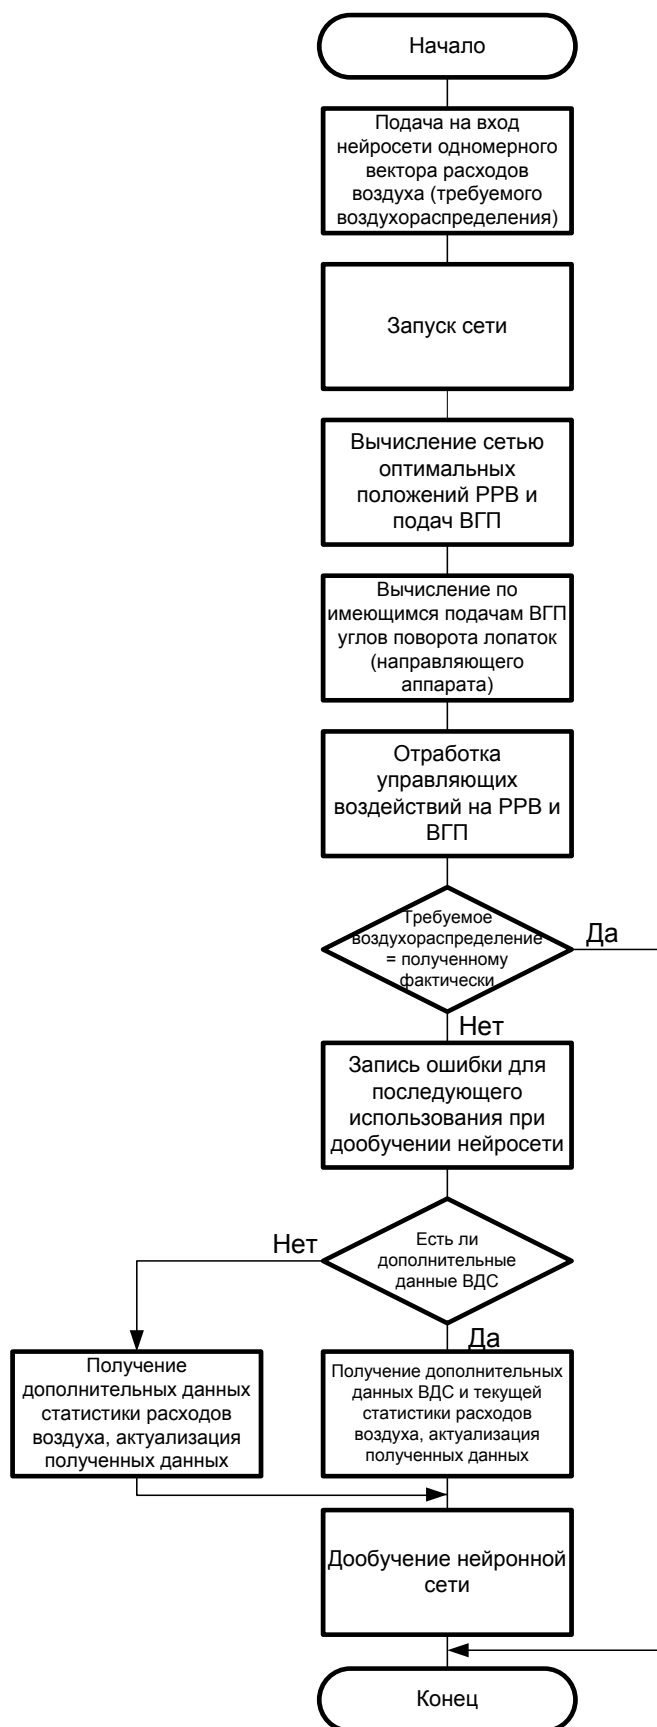 Начало
Подача на вход
нейросети одномерного
вектора расходов
воздуха (требуемого
воздухораспределения)
Запуск сети
Вычисление сетью
оптимальных
положений РРВ и
подач ВГП
Вычисление по
имеющимся подачам ВГП
углов поворота лопаток
(направляющего
аппарата)
Отработка
управляющих
воздействий на РРВ и
ВГП
Требуемое
воздухораспределение
= полученному
фактически
Да
Нет
Запись ошибки для
последующего
использования при
дообучении нейросети
Есть ли
дополнительные
данные ВДС
Нет
Да
Получение
дополнительных данных
статистики расходов
воздуха, актуализация
полученных данных
Получение дополнительных
данных ВДС и текущей
статистики расходов
воздуха, актуализация
полученных данных
Дообучение нейронной
сети
Конец